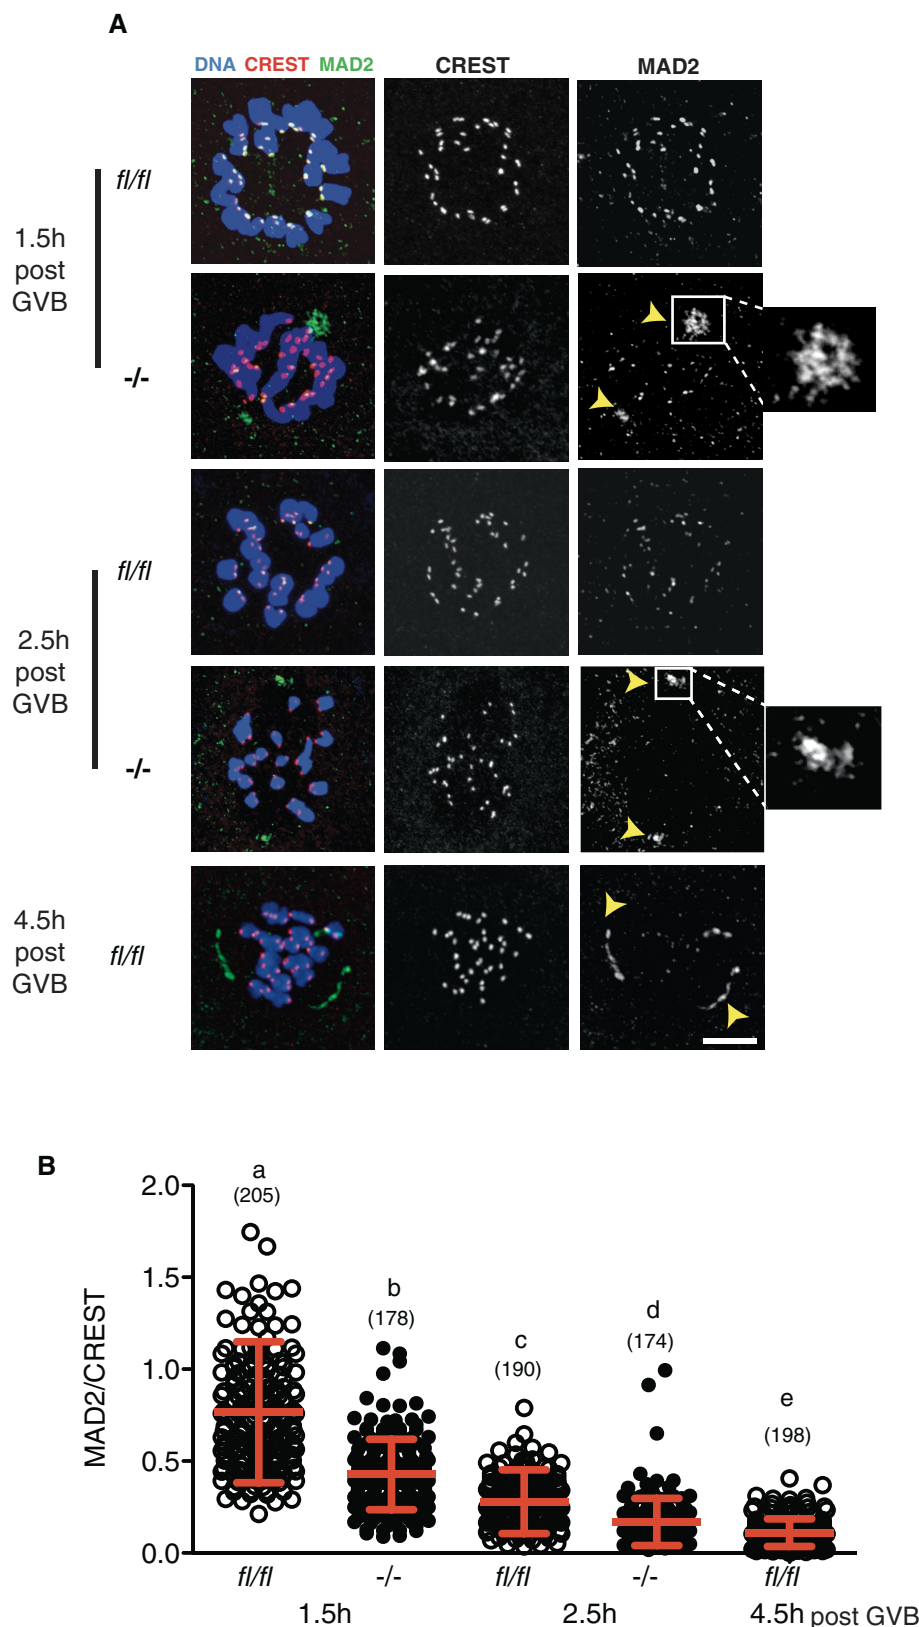 A
DNA CREST MAD2
CREST
MAD2
fl/fl
1.5h
post
GVB
-/-
fl/fl
2.5h
post
GVB
-/-
4.5h
post
GVB
fl/fl
B
MAD2/CREST
2.0
1.5
1.0
0.5
0.0
a
(205)
b
(178)
c
(190)
d
(174)
e
(198)
fl/fl -/- fl/fl -/- fl/fl
1.5h 2.5h 4.5h post GVB